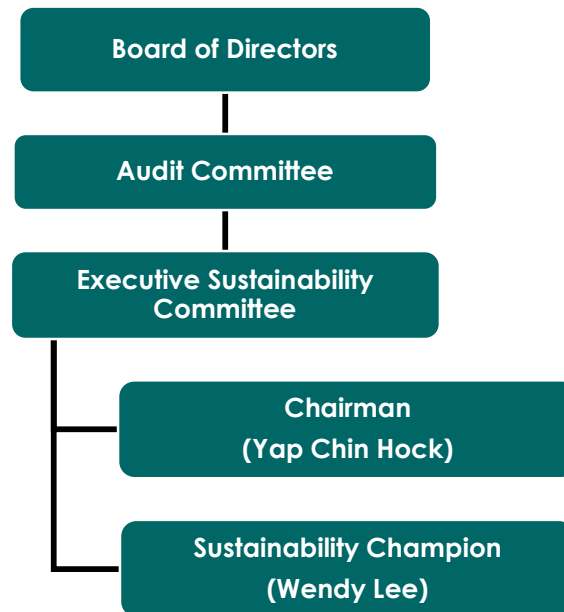 Board of Directors
Audit Committee
Executive Sustainability
Committee
Chairman
(Yap Chin Hock)
Sustainability Champion
(Wendy Lee)